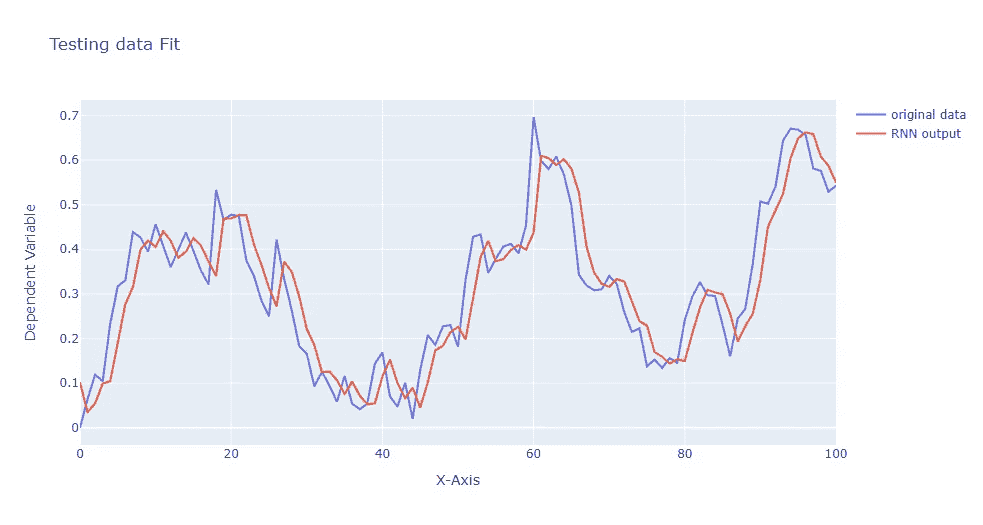 Testing data Fit
original data
RNN output
0.7
0.6
0.5
0.4
0.3
0.2
0.1
0
Dependent Variable
0 20 40 60 80 100
X-Axis